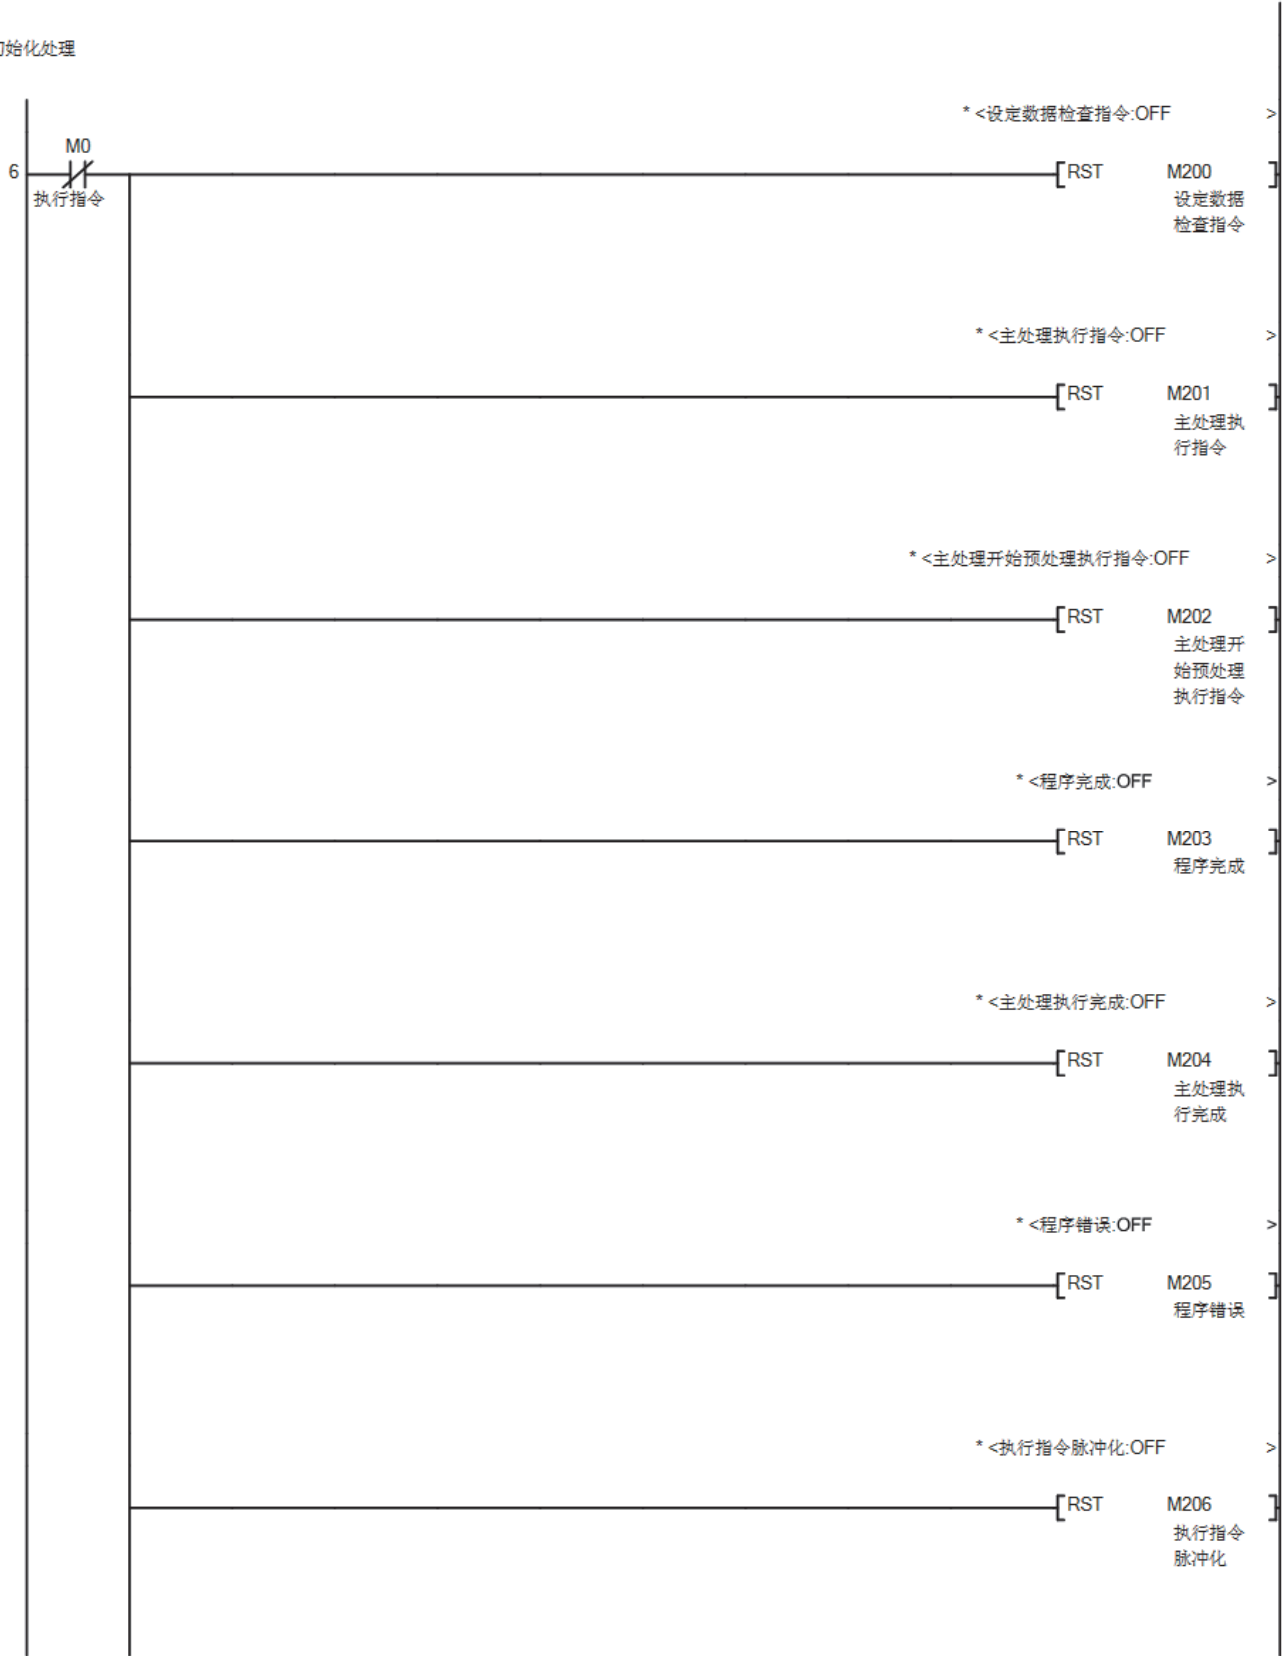 始化处理
* <设定数据检查指令:OFF >
M0
6
RST M200
执行指令
设定数据
检查指令
* <主处理执行指令:OFF >
RST M201
主处理执
行指令
* <主处理开始预处理执行指令:OFF >
RST M202
主处理开
始预处理
执行指令
* <程序完成:OFF >
RST M203
程序完成
* <主处理执行完成:OFF >
RST M204
主处理执
行完成
* <程序错误:OFF >
RST M205
程序错误
* <执行指令脉冲化:OFF >
RST M206
执行指令
脉冲化